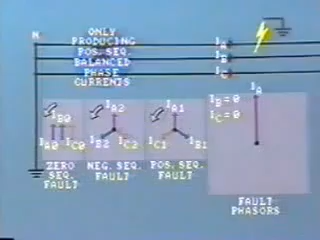 N
ONLY
PRODUCING
POS. SEQ.
BALANCED
PHASE
CURRENTS
IA
IB
IC
IB0
IA0 IC0
ZERO
SEQ.
FAULT
IA2
IB2 IC2
NEG. SEQ.
FAULT
IA1
IC1 IB1
POS. SEQ.
FAULT
IA
IB=0
IC=0
FAULT
PHASORS